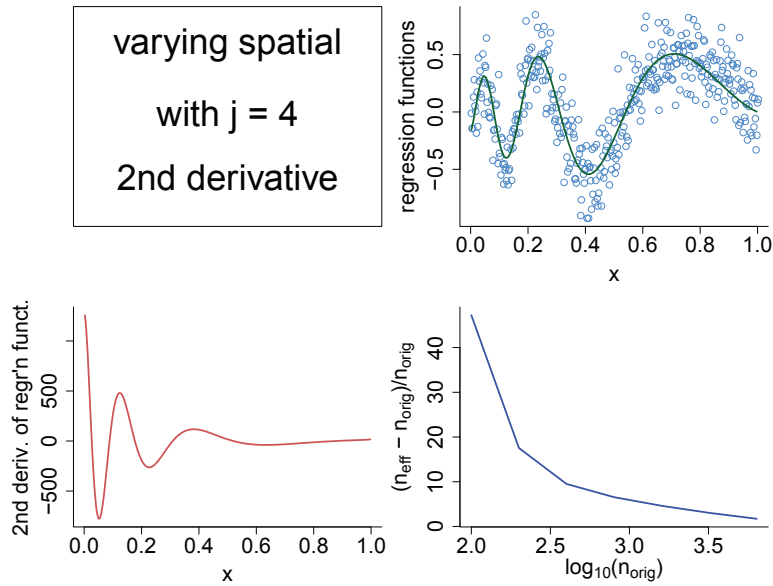 varying spatial
with j = 4
2nd derivative
regression functions
0.5
0.0
−0.5
0.0 0.2 0.4 0.6 0.8 1.0
x
2nd deriv. of regr'n funct.
500
0
−500
0.0 0.2 0.4 0.6 0.8 1.0
x
(n_eff − n_orig)/n_orig
40
30
20
10
0
2.0 2.5 3.0 3.5
log₁₀(n_orig)